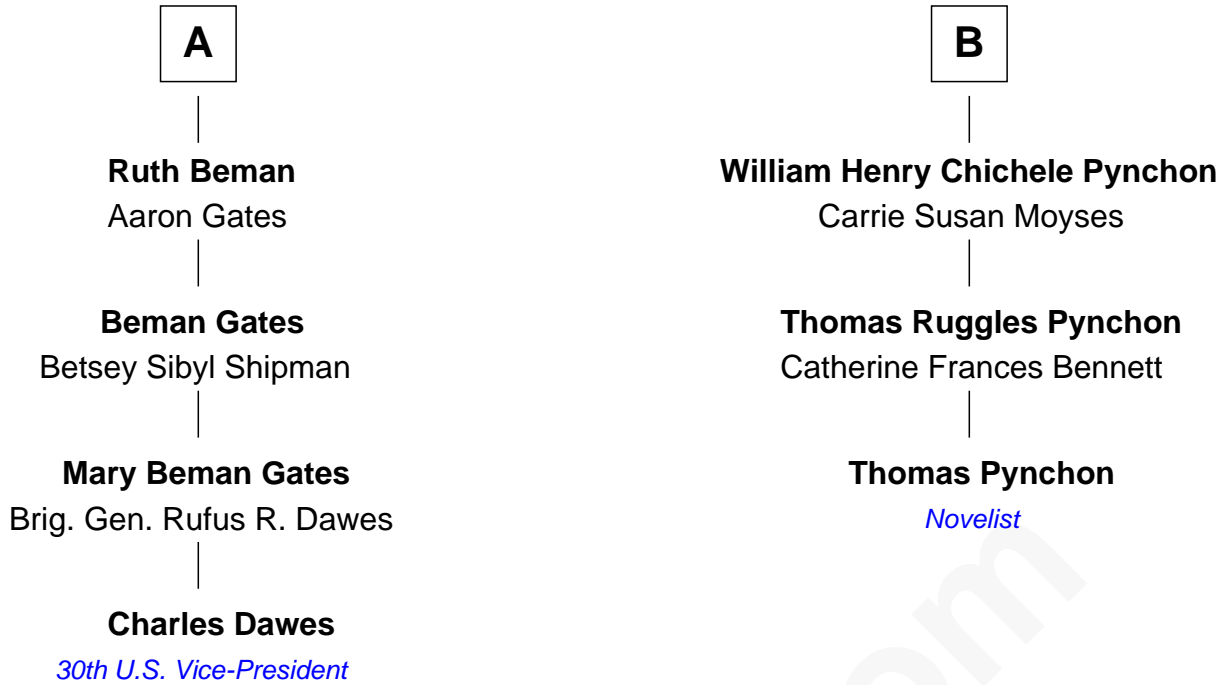 A
Ruth Beman
Aaron Gates
Beman Gates
Betsey Sibyl Shipman
Mary Beman Gates
Brig. Gen. Rufus R. Dawes
Charles Dawes
30th U.S. Vice-President
B
William Henry Chichele Pynchon
Carrie Susan Moyses
Thomas Ruggles Pynchon
Catherine Frances Bennett
Thomas Pynchon
Novelist
om